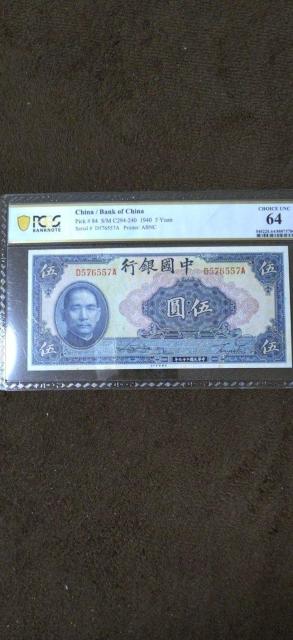 PCGS
BANKNOTE
China / Bank of China
Pick # 84 S/M C294-240 1940 5 Yuan
Serial # D576557A Printer: ABNC
CHOICE UNC
64
行銀國中
D576557A
D576557A
伍
伍
圓伍
伍
伍